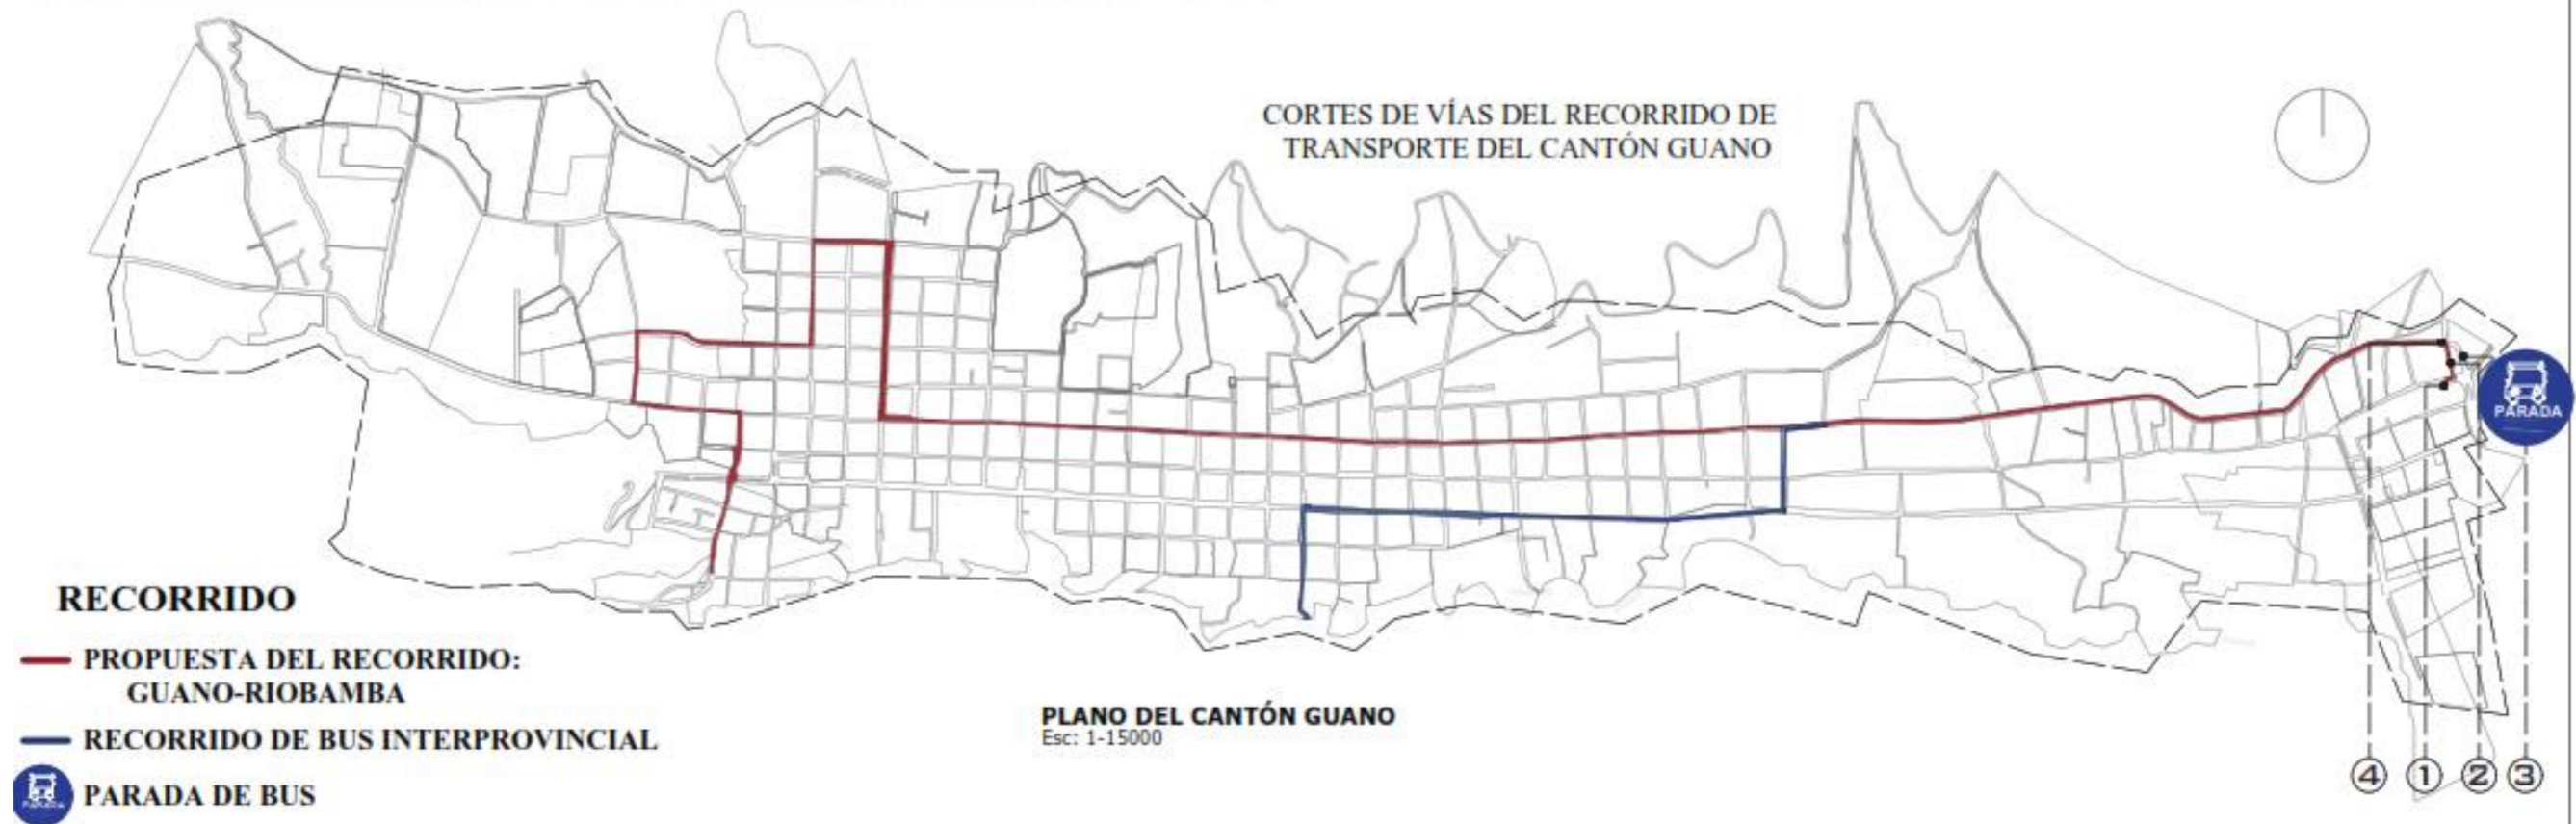 CORTES DE VÍAS DEL RECORRIDO DE
TRANSPORTE DEL CANTÓN GUANO
PARADA
RECORRIDO
PROPUESTA DEL RECORRIDO:
GUANO-RIOBAMBA
RECORRIDO DE BUS INTERPROVINCIAL
PARADA
PARADA DE BUS
PLANO DEL CANTÓN GUANO
Esc: 1-15000
4 1 2 3